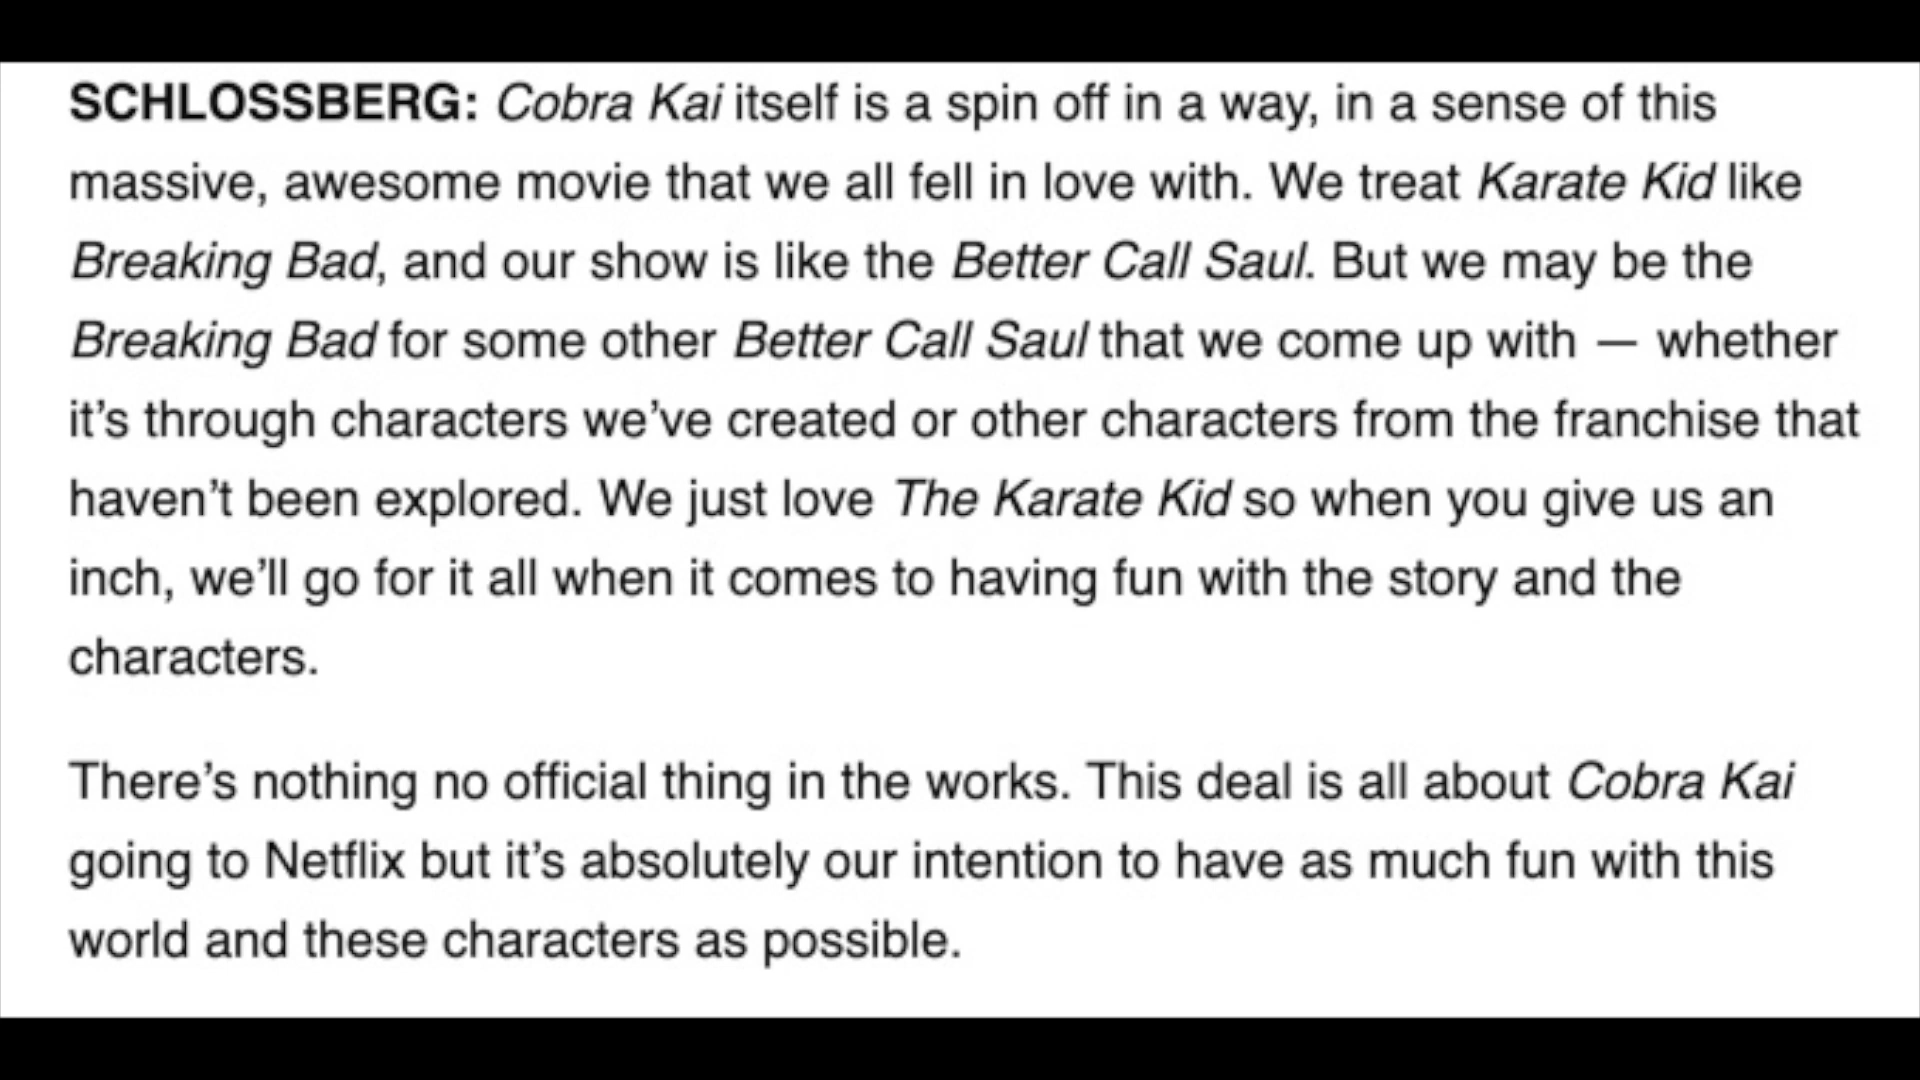 SCHLOSSBERG: Cobra Kai itself is a spin off in a way, in a sense of this
massive, awesome movie that we all fell in love with. We treat Karate Kid like
Breaking Bad, and our show is like the Better Call Saul. But we may be the
Breaking Bad for some other Better Call Saul that we come up with — whether
it’s through characters we’ve created or other characters from the franchise that
haven’t been explored. We just love The Karate Kid so when you give us an
inch, we’ll go for it all when it comes to having fun with the story and the
characters.
There’s nothing no official thing in the works. This deal is all about Cobra Kai
going to Netflix but it’s absolutely our intention to have as much fun with this
world and these characters as possible.